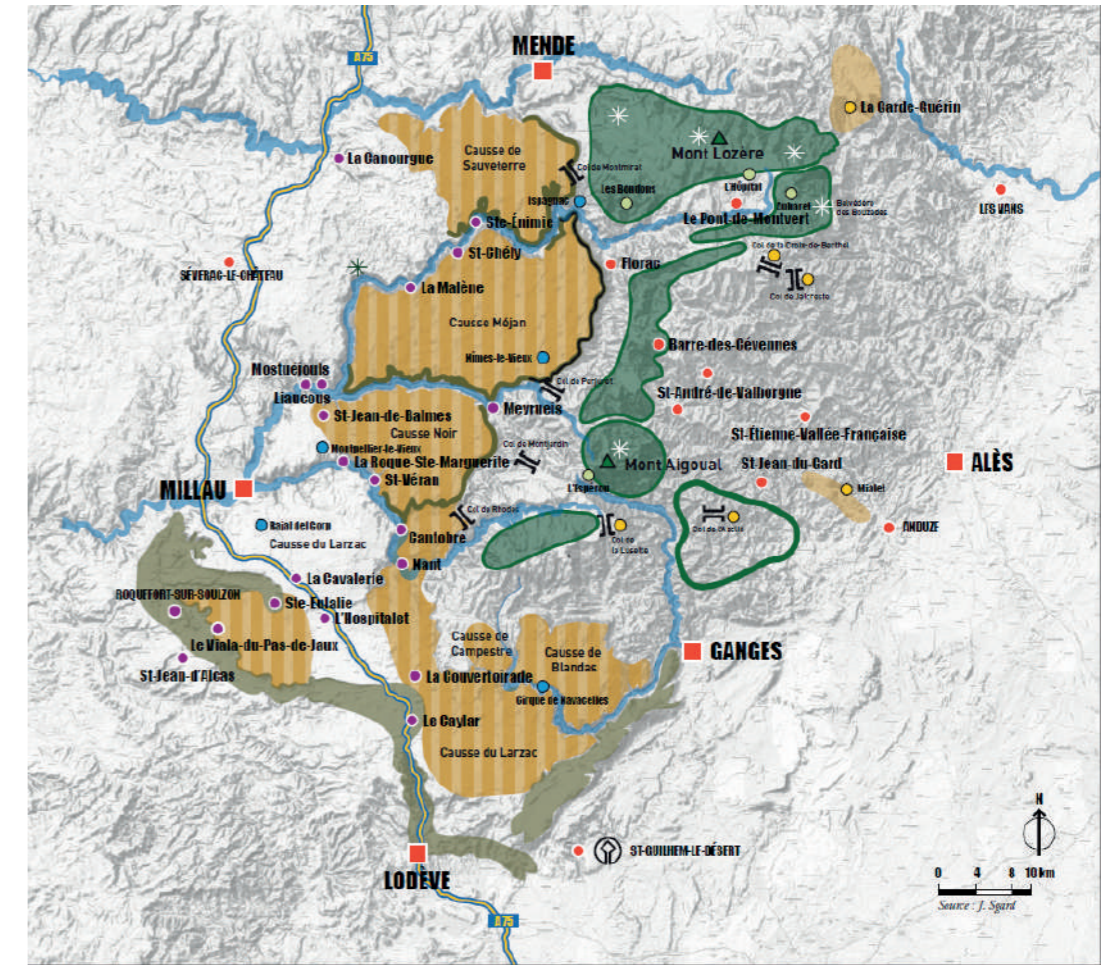 MENDE
A75
La Garde-Guérin
Causse de
Sauveterre
Mont Lozère
La Canourgue
Col de Montmirat
L'Hôpital
Les Bondons
Ispagnac
Belvédère
des Bouzèdes
LES VANS
Le Pont-de-Montvert
Ste-Énimie
Col de la Croix-de-Berthel
St-Chély
Florac
SÉVERAC-LE-CHÂTEAU
La Malène
Col de Jalcreste
Causse Méjan
Barre-des-Cévennes
Nîmes-le-Vieux
Mostuéjouls
Col de Perjuret
St-André-de-Valborgne
Liaucous
Meyrueis
St-Jean-de-Balmes
Causse Noir
St-Étienne-Vallée-Française
Montpellier-le-Vieux
Col de Montjardin
La Roque-Ste-Marguerite
Mont Aigoual
St-Jean-du-Gard
ALÈS
St-Véran
MILLAU
L'Espérou
Mialet
Col de Rhodes
Cantobre
Col de
la Lusette
ANDUZE
Causse du Larzac
Nant
La Cavalerie
ROQUEFORT-SUR-SOULZON
Ste-Eulalie
L'Hospitalet
Causse de
Campestre
Le Viala-du-Pas-de-Jaux
Causse de
Blandas
GANGES
St-Jean-d'Alcas
La Couvertoirade
Cirque de Navacelles
Le Caylar
Causse du Larzac
N
ST-GUILHEM-LE-DÉSERT
LODÈVE
0 4 8 10 km
Source : J. Sgard
A75